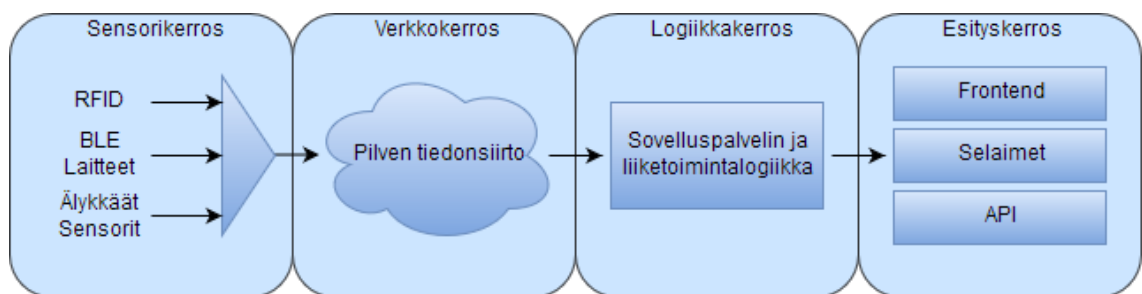 Sensorikerros
RFID
BLE
Laitteet
Älykkäät
Sensorit
Verkkokerros
Pilven tiedonsiirto
Logiikkakerros
Sovelluspalvelin ja
liiketoimintalogiikka
Esityskerros
Frontend
Selaimet
API